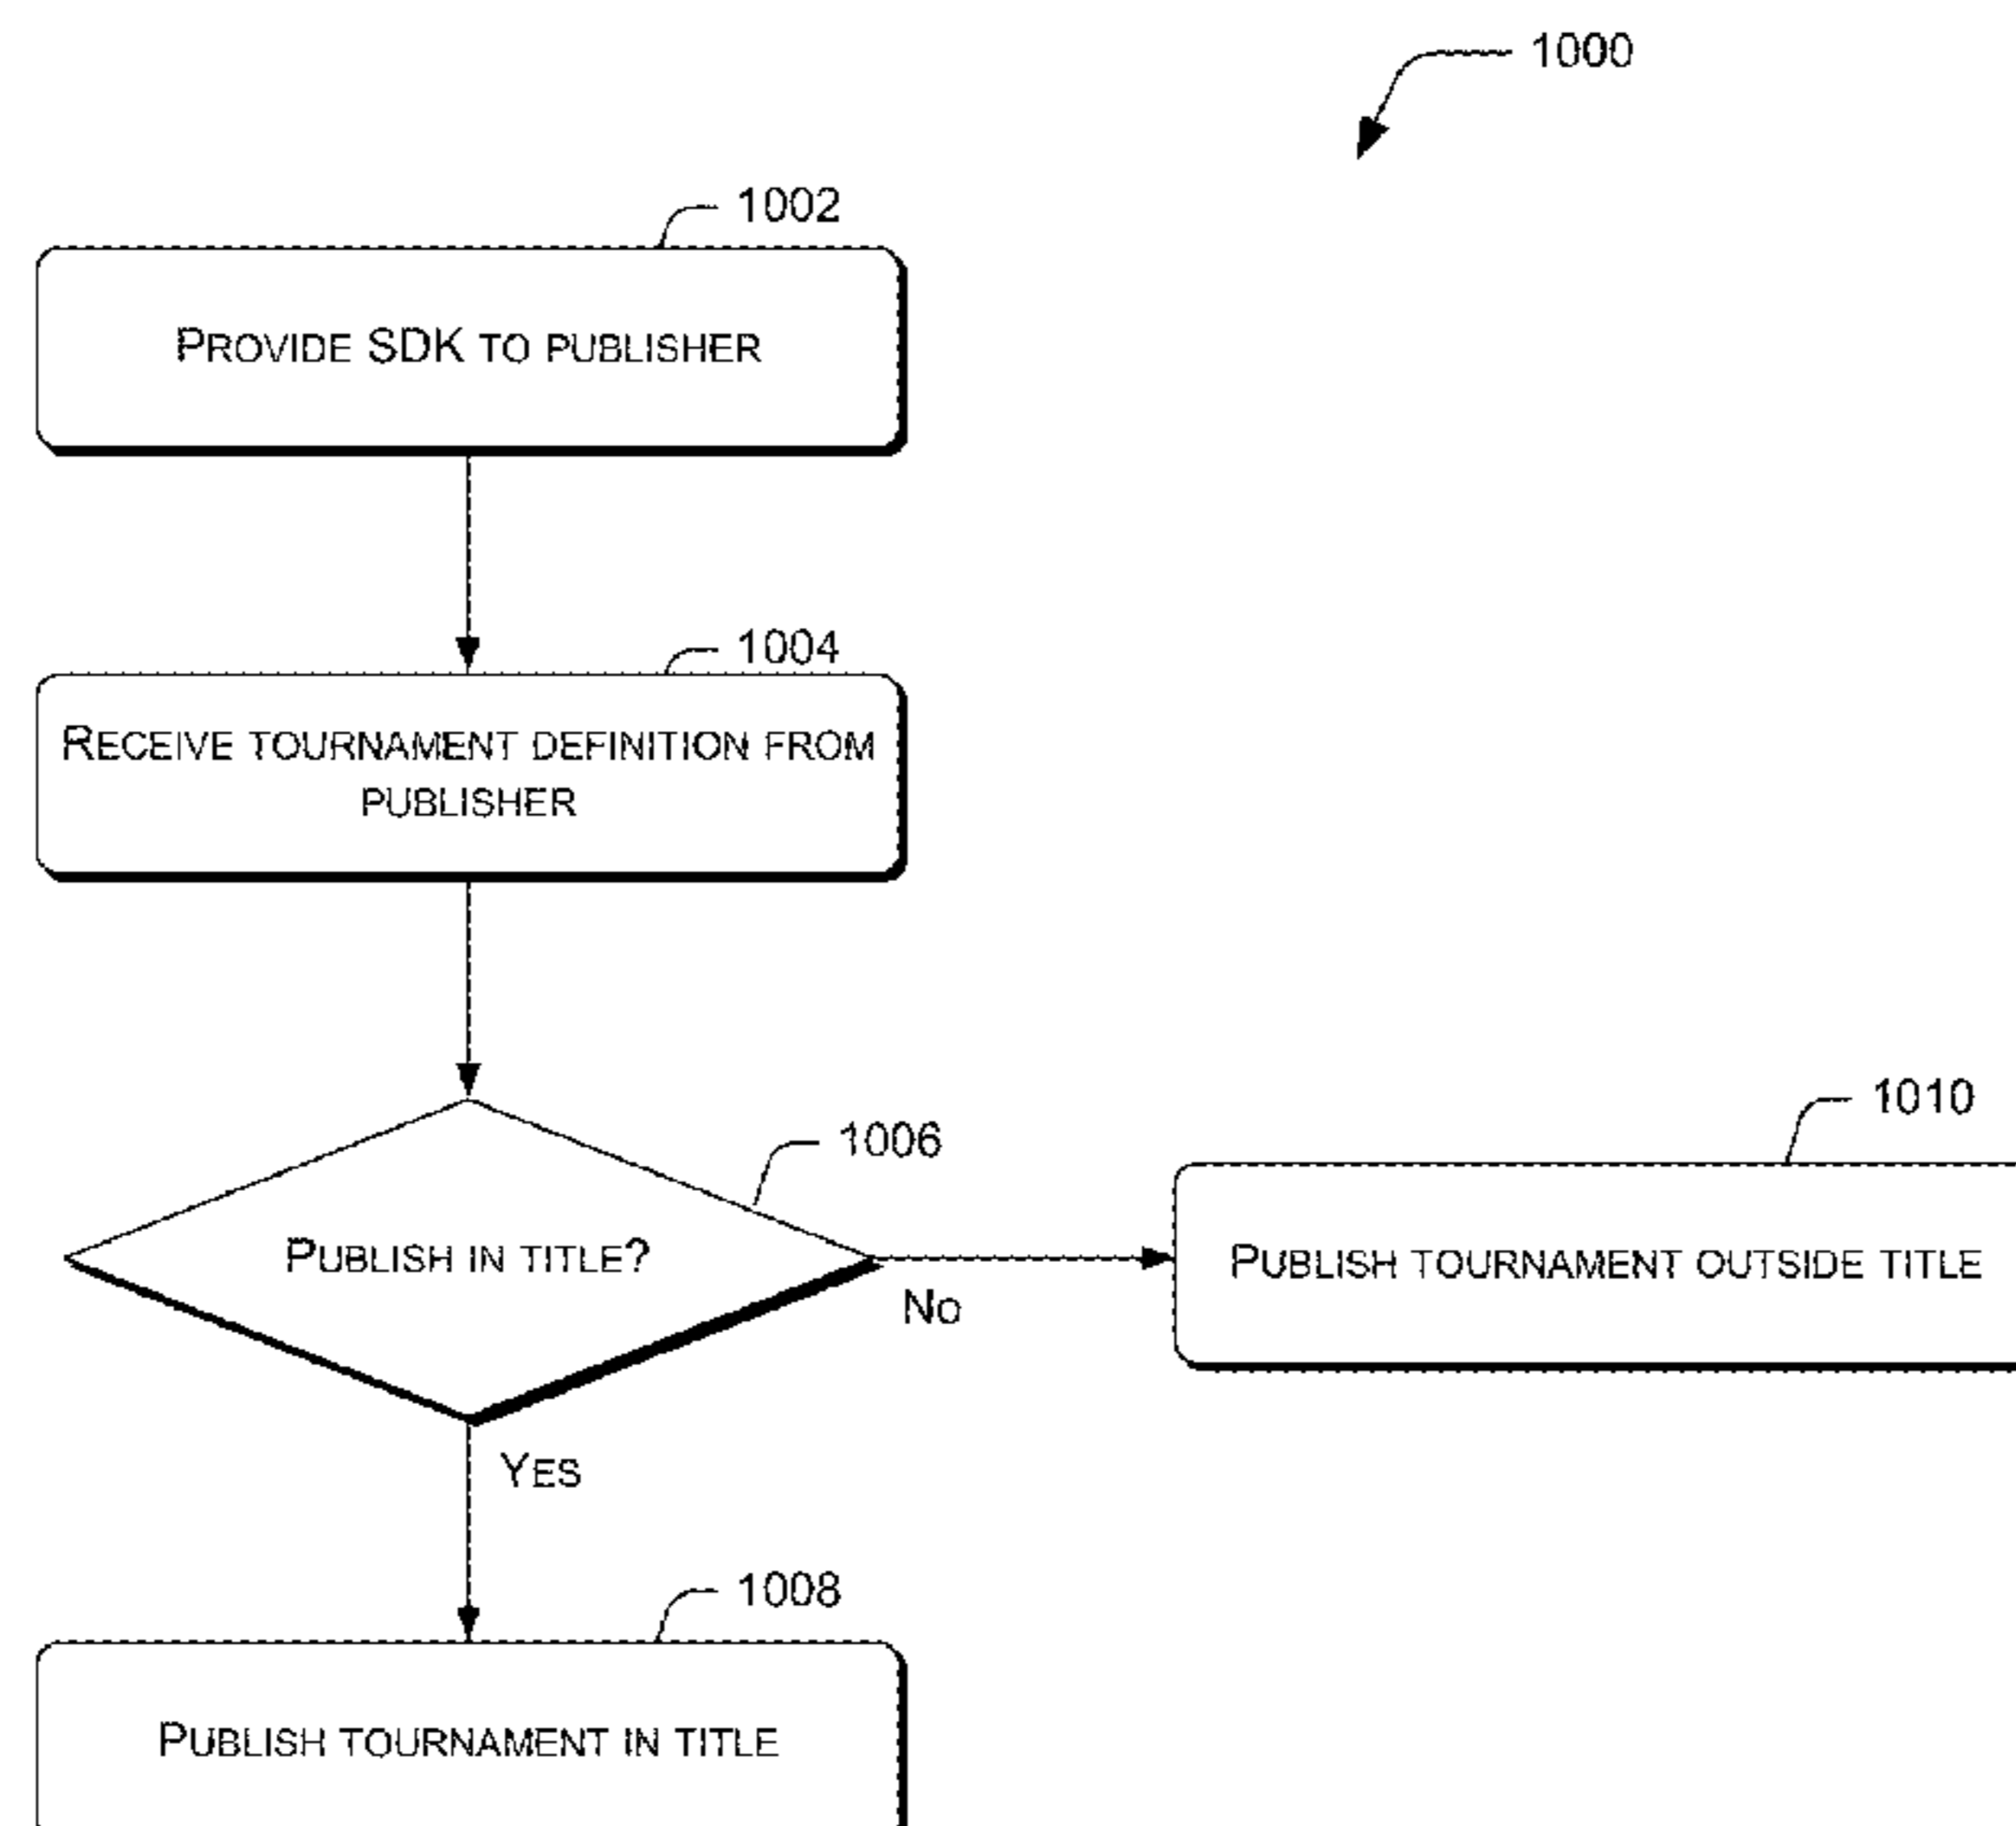 1000
1002
PROVIDE SDK TO PUBLISHER
1004
RECEIVE TOURNAMENT DEFINITION FROM
PUBLISHER
1006
PUBLISH IN TITLE?
NO
1010
PUBLISH TOURNAMENT OUTSIDE TITLE
YES
1008
PUBLISH TOURNAMENT IN TITLE